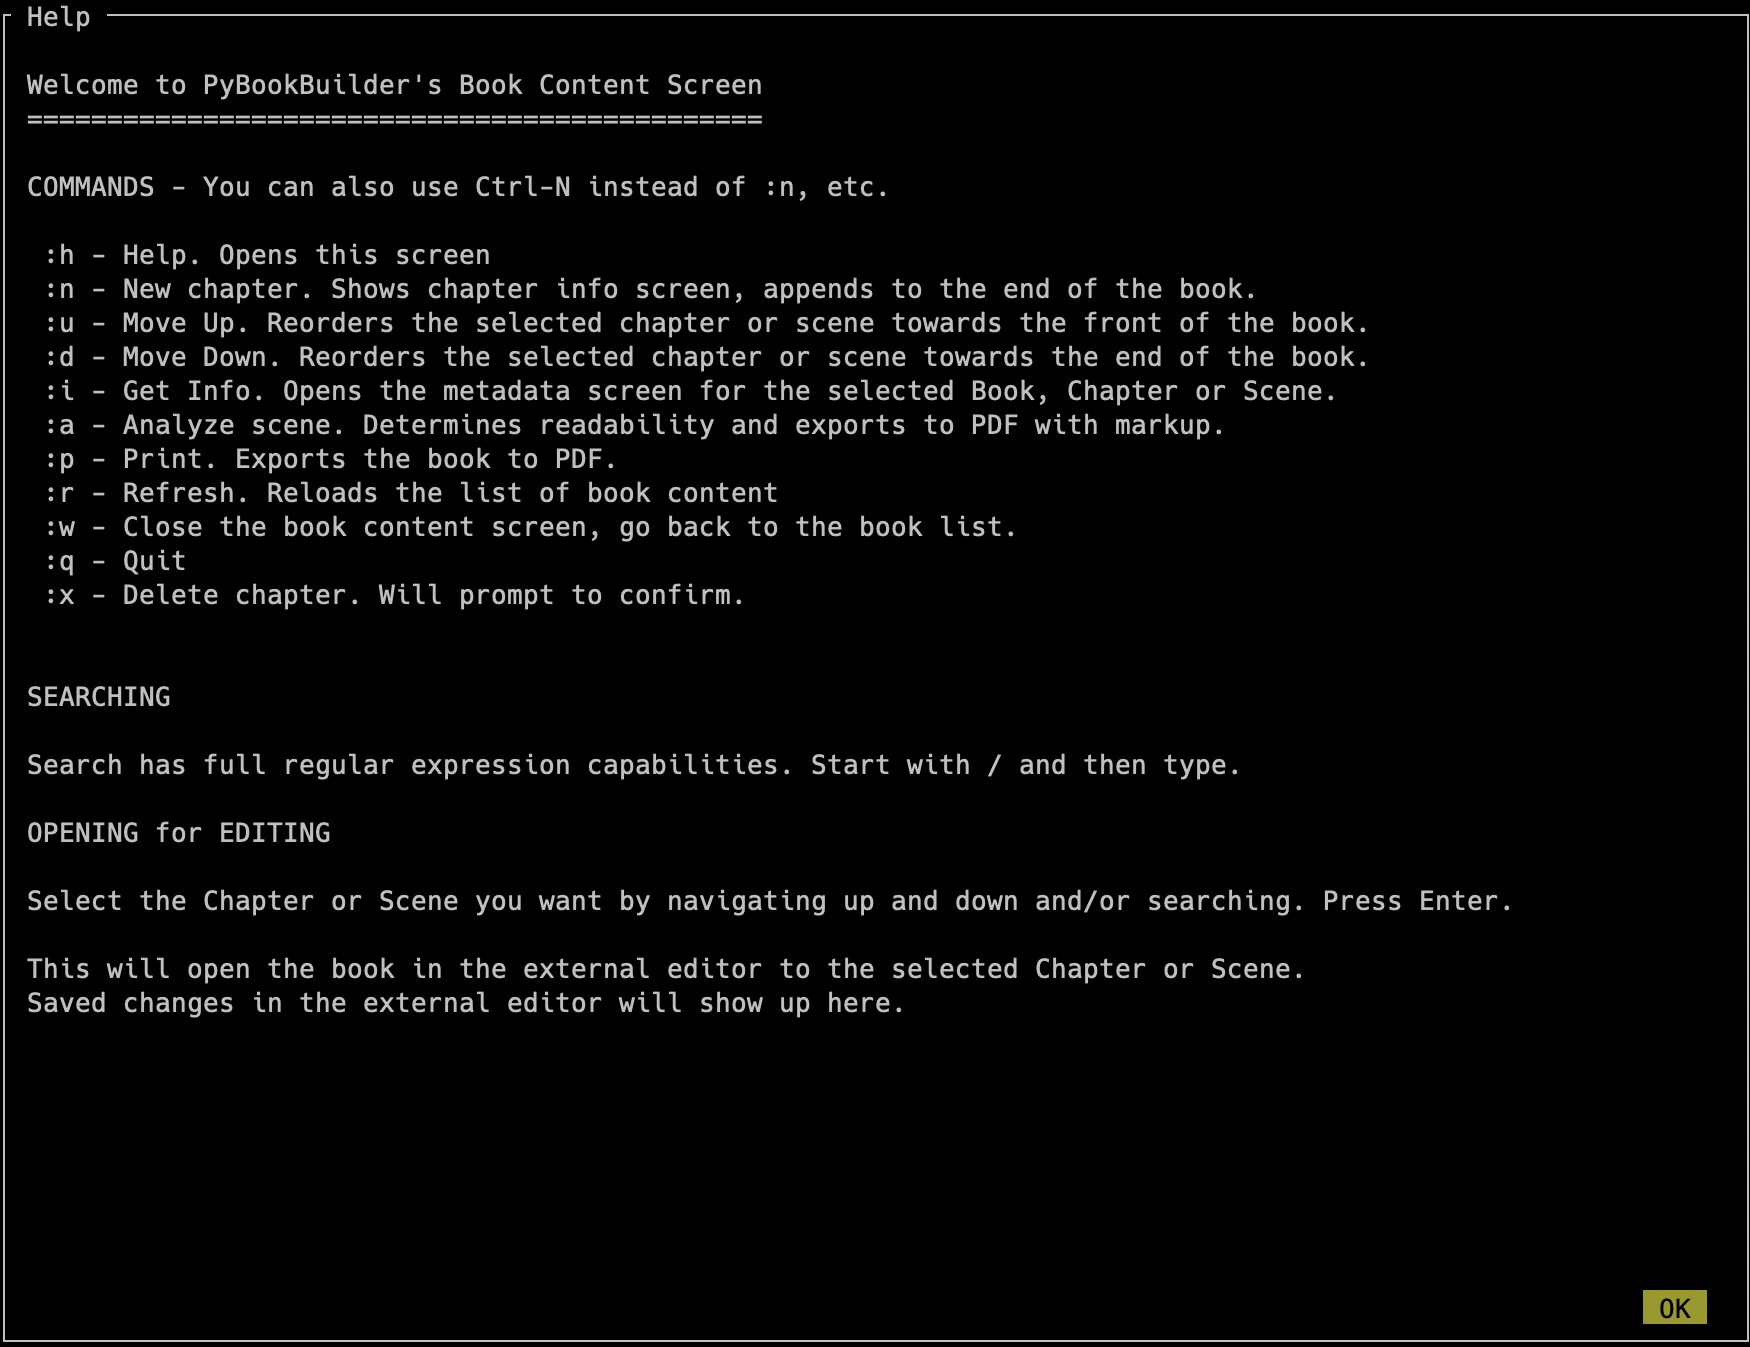 Help
Welcome to PyBookBuilder's Book Content Screen
==============================================
COMMANDS - You can also use Ctrl-N instead of :n, etc.
:h - Help. Opens this screen
:n - New chapter. Shows chapter info screen, appends to the end of the book.
:u - Move Up. Reorders the selected chapter or scene towards the front of the book.
:d - Move Down. Reorders the selected chapter or scene towards the end of the book.
:i - Get Info. Opens the metadata screen for the selected Book, Chapter or Scene.
:a - Analyze scene. Determines readability and exports to PDF with markup.
:p - Print. Exports the book to PDF.
:r - Refresh. Reloads the list of book content
:w - Close the book content screen, go back to the book list.
:q - Quit
:x - Delete chapter. Will prompt to confirm.
SEARCHING
Search has full regular expression capabilities. Start with / and then type.
OPENING for EDITING
Select the Chapter or Scene you want by navigating up and down and/or searching. Press Enter.
This will open the book in the external editor to the selected Chapter or Scene.
Saved changes in the external editor will show up here.
OK